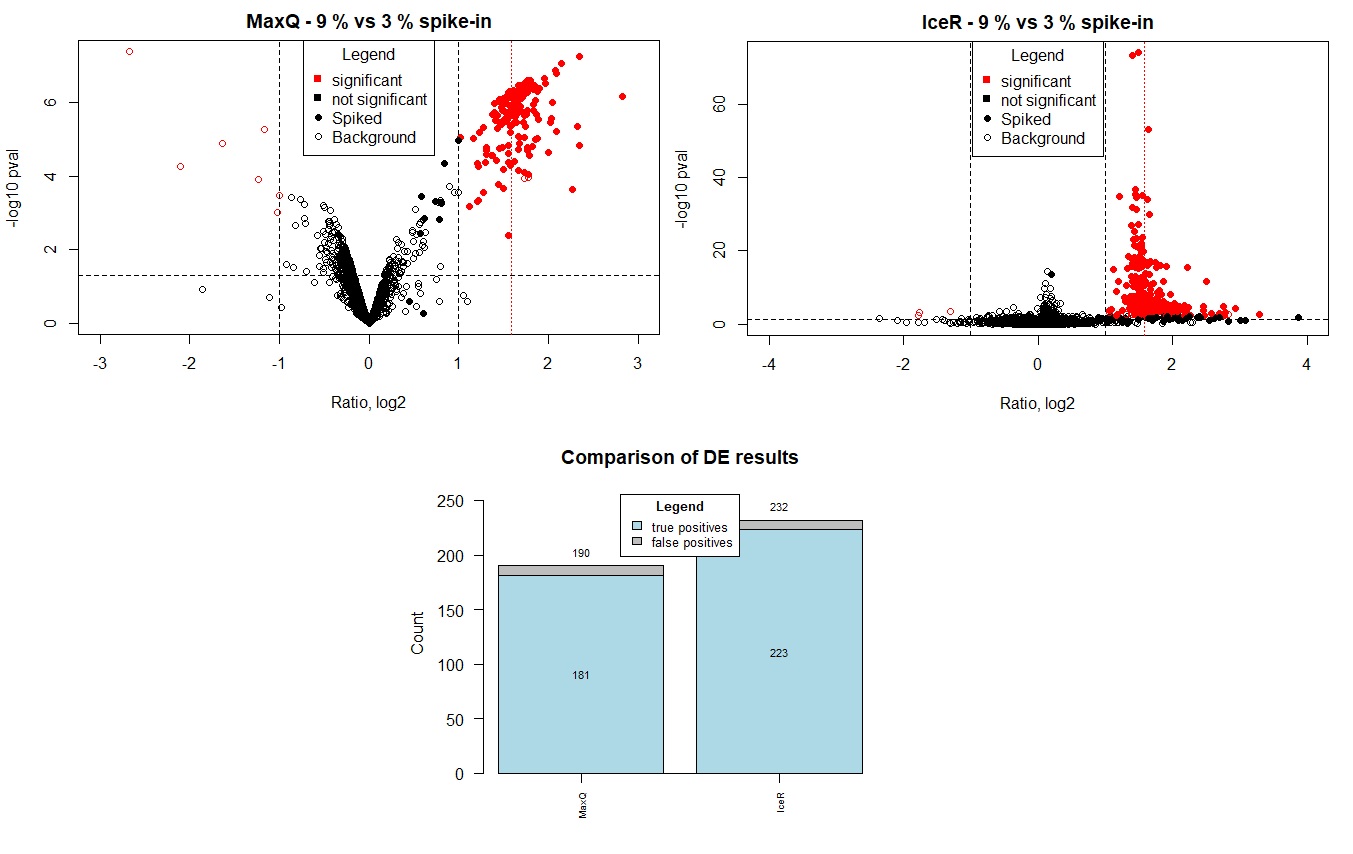 MaxQ - 9 % vs 3 % spike-in
Legend
significant
not significant
Spiked
Background
-log10 pval
6
4
2
0
-3
-2
-1
0
1
2
3
Ratio, log2
IceR - 9 % vs 3 % spike-in
Legend
significant
not significant
Spiked
Background
-log10 pval
60
40
20
0
-4
-2
0
2
4
Ratio, log2
Comparison of DE results
Legend
true positives
false positives
Count
250
200
150
100
50
0
190
181
232
223
MaxQ
IceR